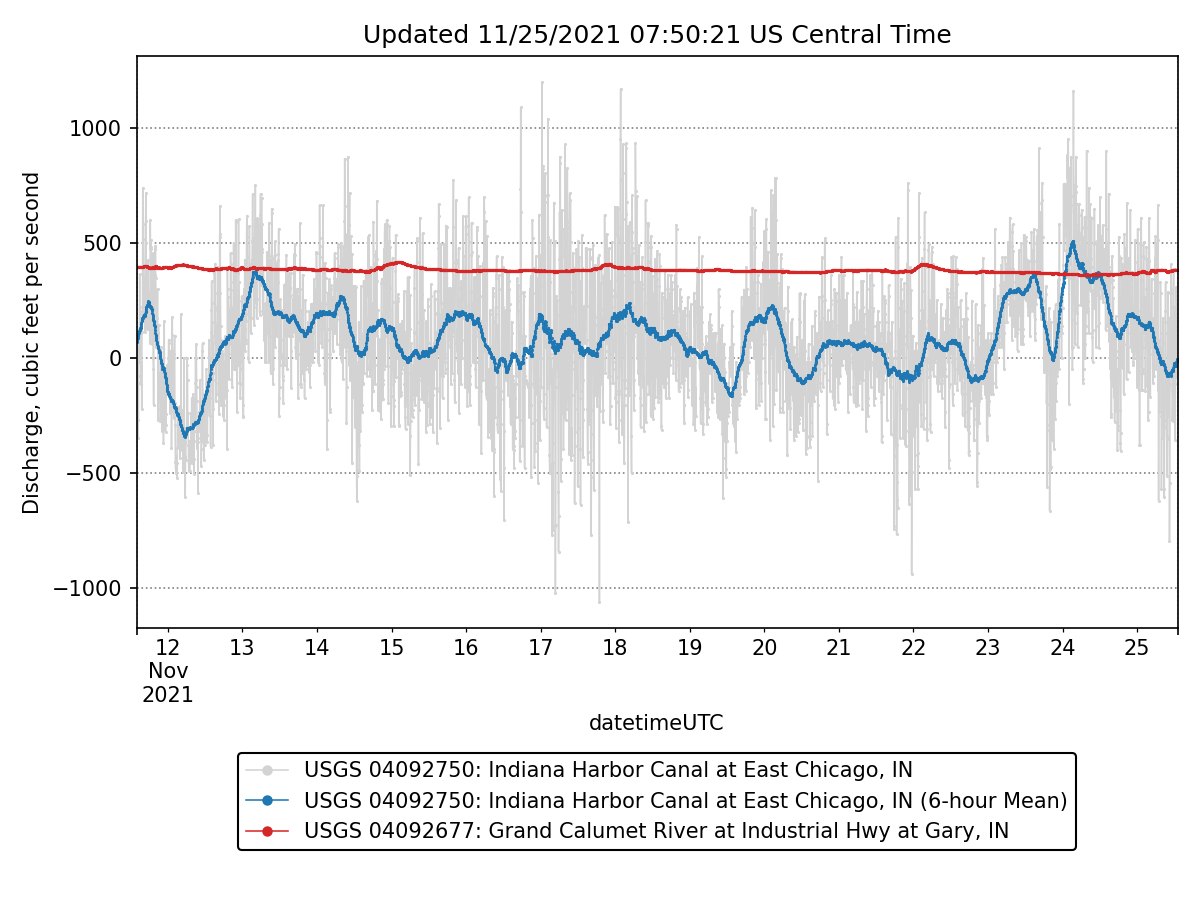 Updated 11/25/2021 07:50:21 US Central Time
Discharge, cubic feet per second
1000
500
0
−500
−1000
12 13 14 15 16 17 18 19 20 21 22 23 24 25
Nov
2021
datetimeUTC
USGS 04092750: Indiana Harbor Canal at East Chicago, IN
USGS 04092750: Indiana Harbor Canal at East Chicago, IN (6-hour Mean)
USGS 04092677: Grand Calumet River at Industrial Hwy at Gary, IN